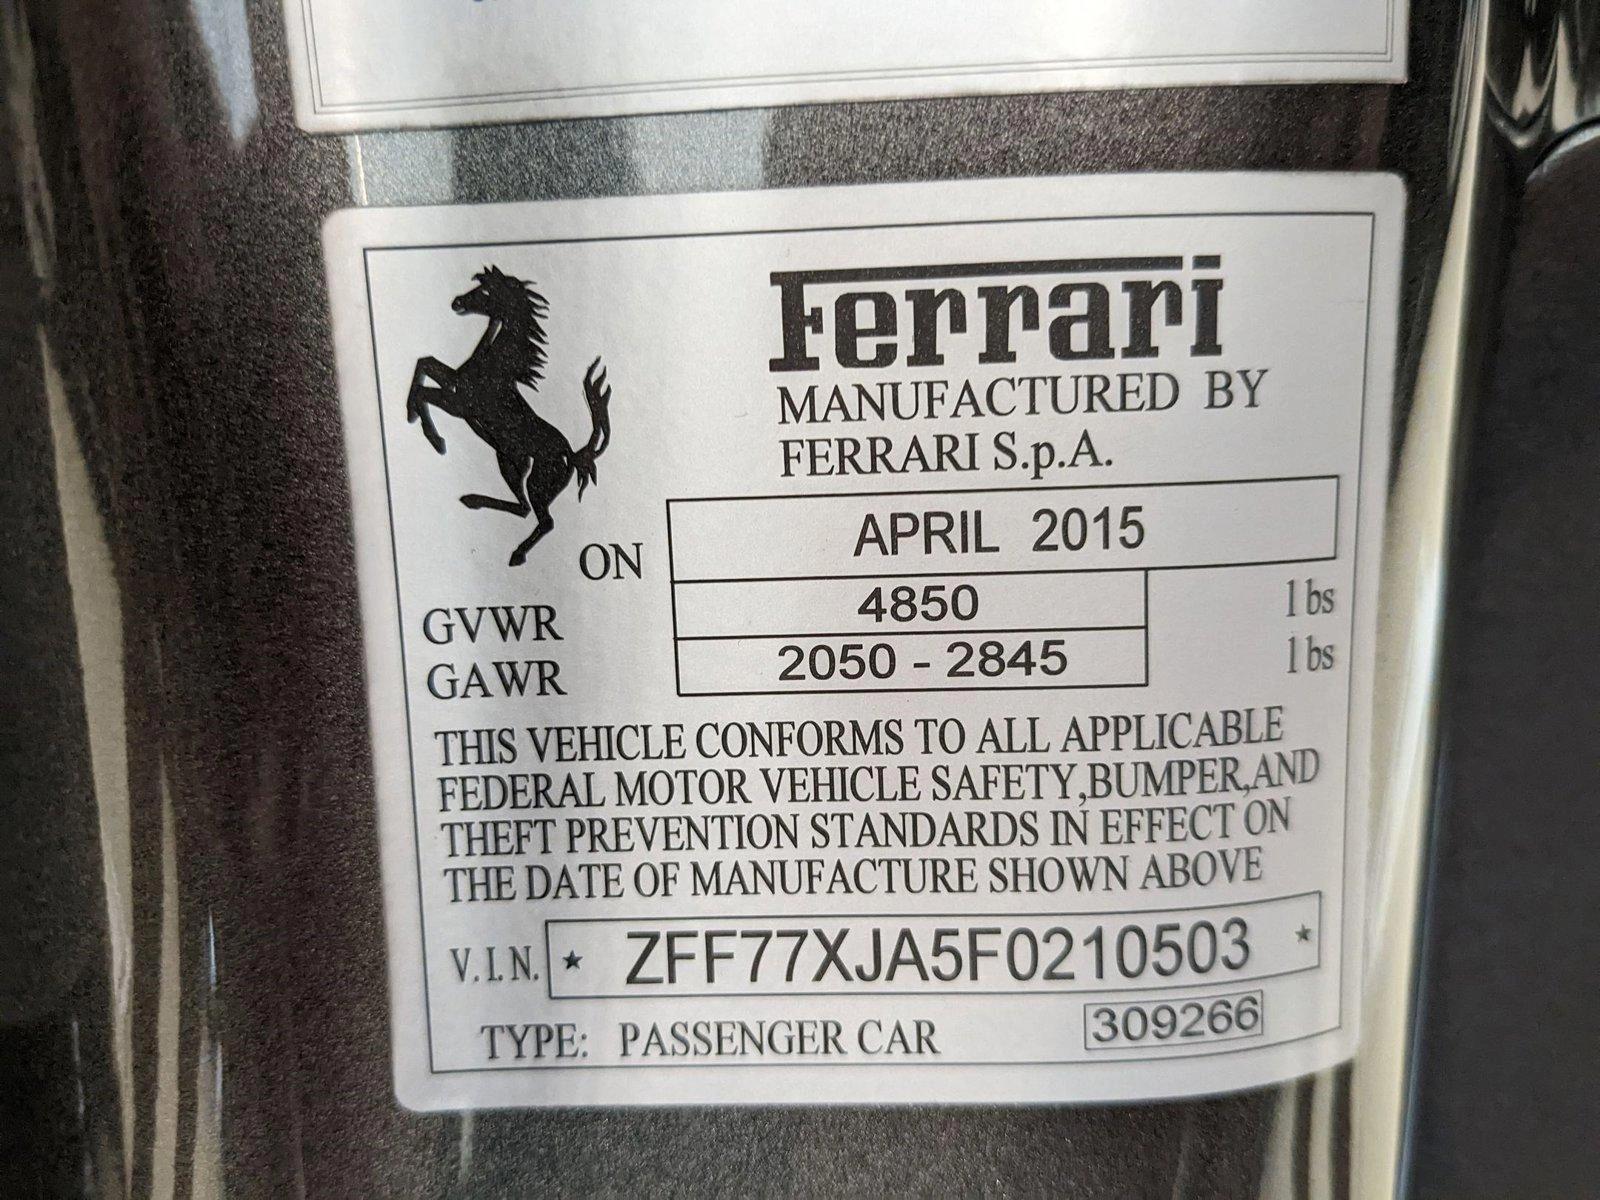 Ferrari
MANUFACTURED BY
FERRARI S.p.A.
ON APRIL 2015
GVWR 4850 lbs
GAWR 2050 - 2845 lbs
THIS VEHICLE CONFORMS TO ALL APPLICABLE
FEDERAL MOTOR VEHICLE SAFETY,BUMPER,AND
THEFT PREVENTION STANDARDS IN EFFECT ON
THE DATE OF MANUFACTURE SHOWN ABOVE
V.I.N. * ZFF77XJA5F0210503 *
TYPE: PASSENGER CAR 309266